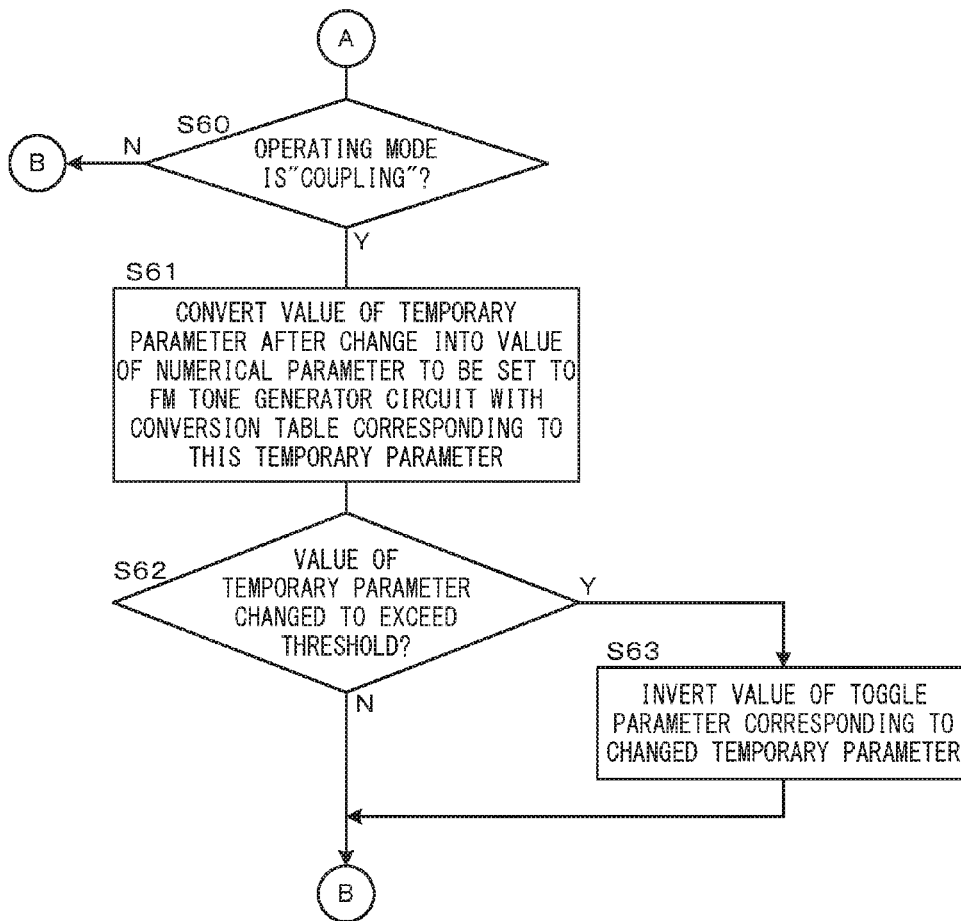 A
S60
N
B
OPERATING MODE
IS"COUPLING"?
Y
S61
CONVERT VALUE OF TEMPORARY
PARAMETER AFTER CHANGE INTO VALUE
OF NUMERICAL PARAMETER TO BE SET TO
FM TONE GENERATOR CIRCUIT WITH
CONVERSION TABLE CORRESPONDING TO
THIS TEMPORARY PARAMETER
S62
VALUE OF
TEMPORARY PARAMETER
CHANGED TO EXCEED
THRESHOLD?
Y
N
S63
INVERT VALUE OF TOGGLE
PARAMETER CORRESPONDING TO
CHANGED TEMPORARY PARAMETER
B